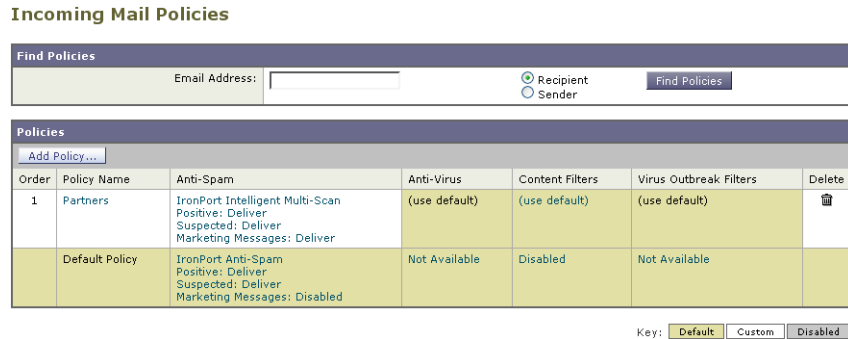 Incoming Mail Policies
Find Policies
Email Address:
Recipient
Sender
Find Policies
Policies
Add Policy...
Order Policy Name Anti-Spam Anti-Virus Content Filters Virus Outbreak Filters Delete
1 Partners IronPort Intelligent Multi-Scan (use default) (use default) (use default)
Positive: Deliver
Suspected: Deliver
Marketing Messages: Deliver
Default Policy IronPort Anti-Spam Not Available Disabled Not Available
Positive: Deliver
Suspected: Deliver
Marketing Messages: Disabled
Key: Default Custom Disabled